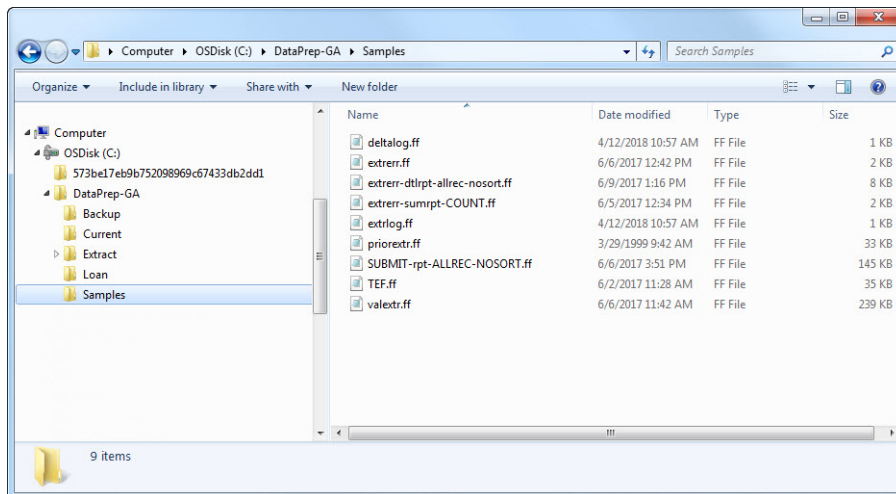 Computer ▸ OSDisk (C:) ▸ DataPrep-GA ▸ Samples
Search Samples
Organize Include in library Share with New folder
Computer
OSDisk (C:)
573be17eb9b752098969c67433db2dd1
DataPrep-GA
Backup
Current
Extract
Loan
Samples
Name Date modified Type Size
deltalog.ff 4/12/2018 10:57 AM FF File 1 KB
extrerr.ff 6/6/2017 12:42 PM FF File 2 KB
extrerr-dtlrpt-allrec-nosort.ff 6/9/2017 1:16 PM FF File 8 KB
extrerr-sumrpt-COUNT.ff 6/5/2017 12:34 PM FF File 2 KB
extrlog.ff 4/12/2018 10:57 AM FF File 1 KB
priorextr.ff 3/29/1999 9:42 AM FF File 33 KB
SUBMIT-rpt-ALLREC-NOSORT.ff 6/6/2017 3:51 PM FF File 145 KB
TEF.ff 6/2/2017 11:28 AM FF File 35 KB
valextr.ff 6/6/2017 11:42 AM FF File 239 KB
9 items